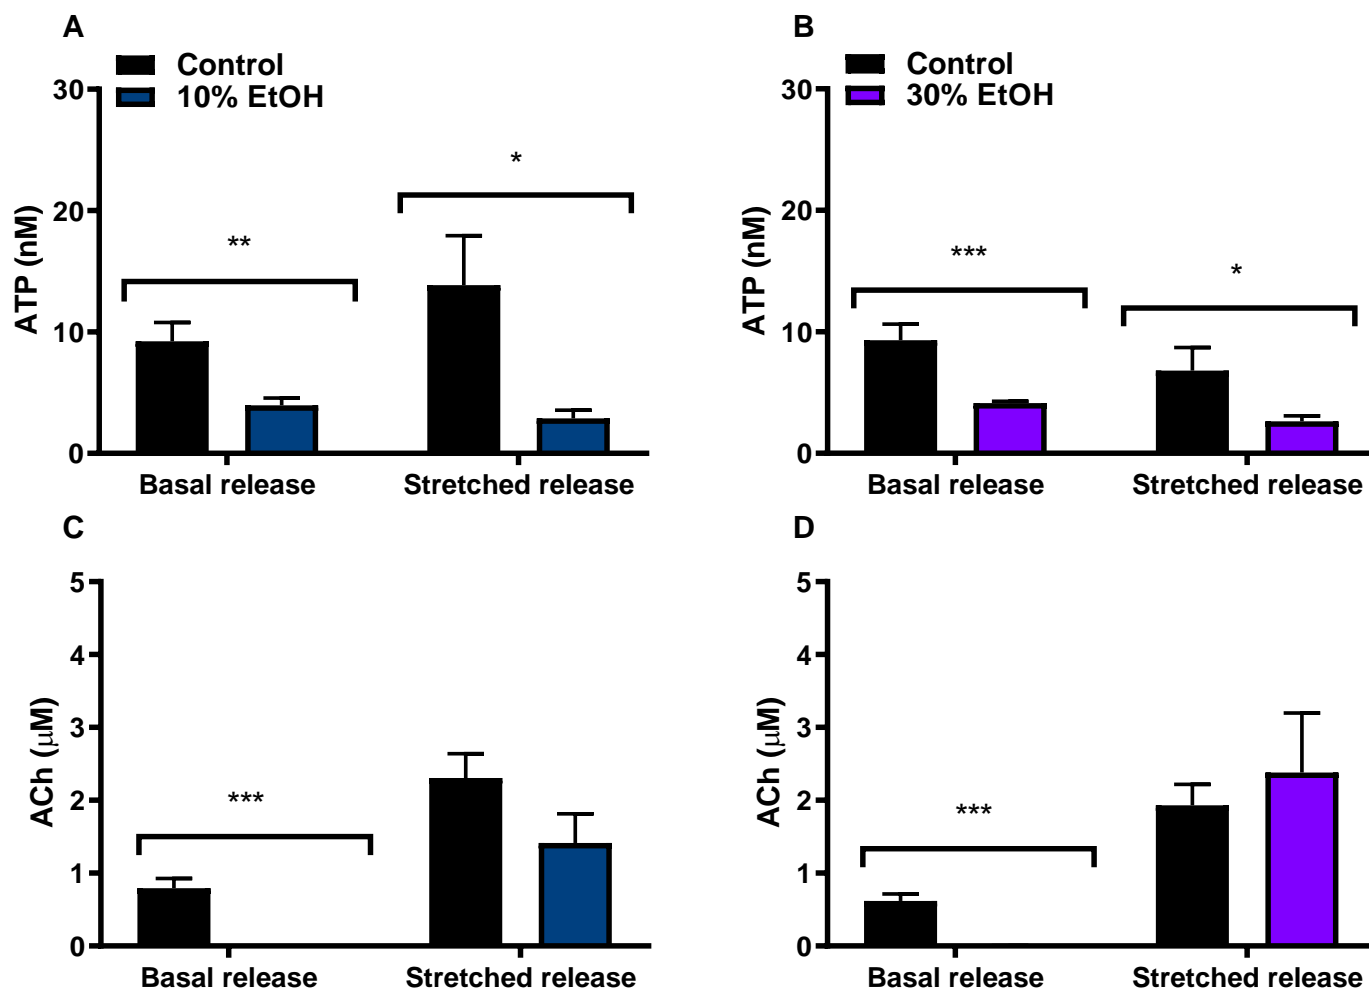 A
Control
10% EtOH
30
20
10
0
ATP (nM)
**
*
Basal release
Stretched release
B
Control
30% EtOH
30
20
10
0
ATP (nM)
***
*
Basal release
Stretched release
C
5
4
3
2
1
0
ACh (μM)
***
Basal release
Stretched release
D
5
4
3
2
1
0
ACh (μM)
***
Basal release
Stretched release